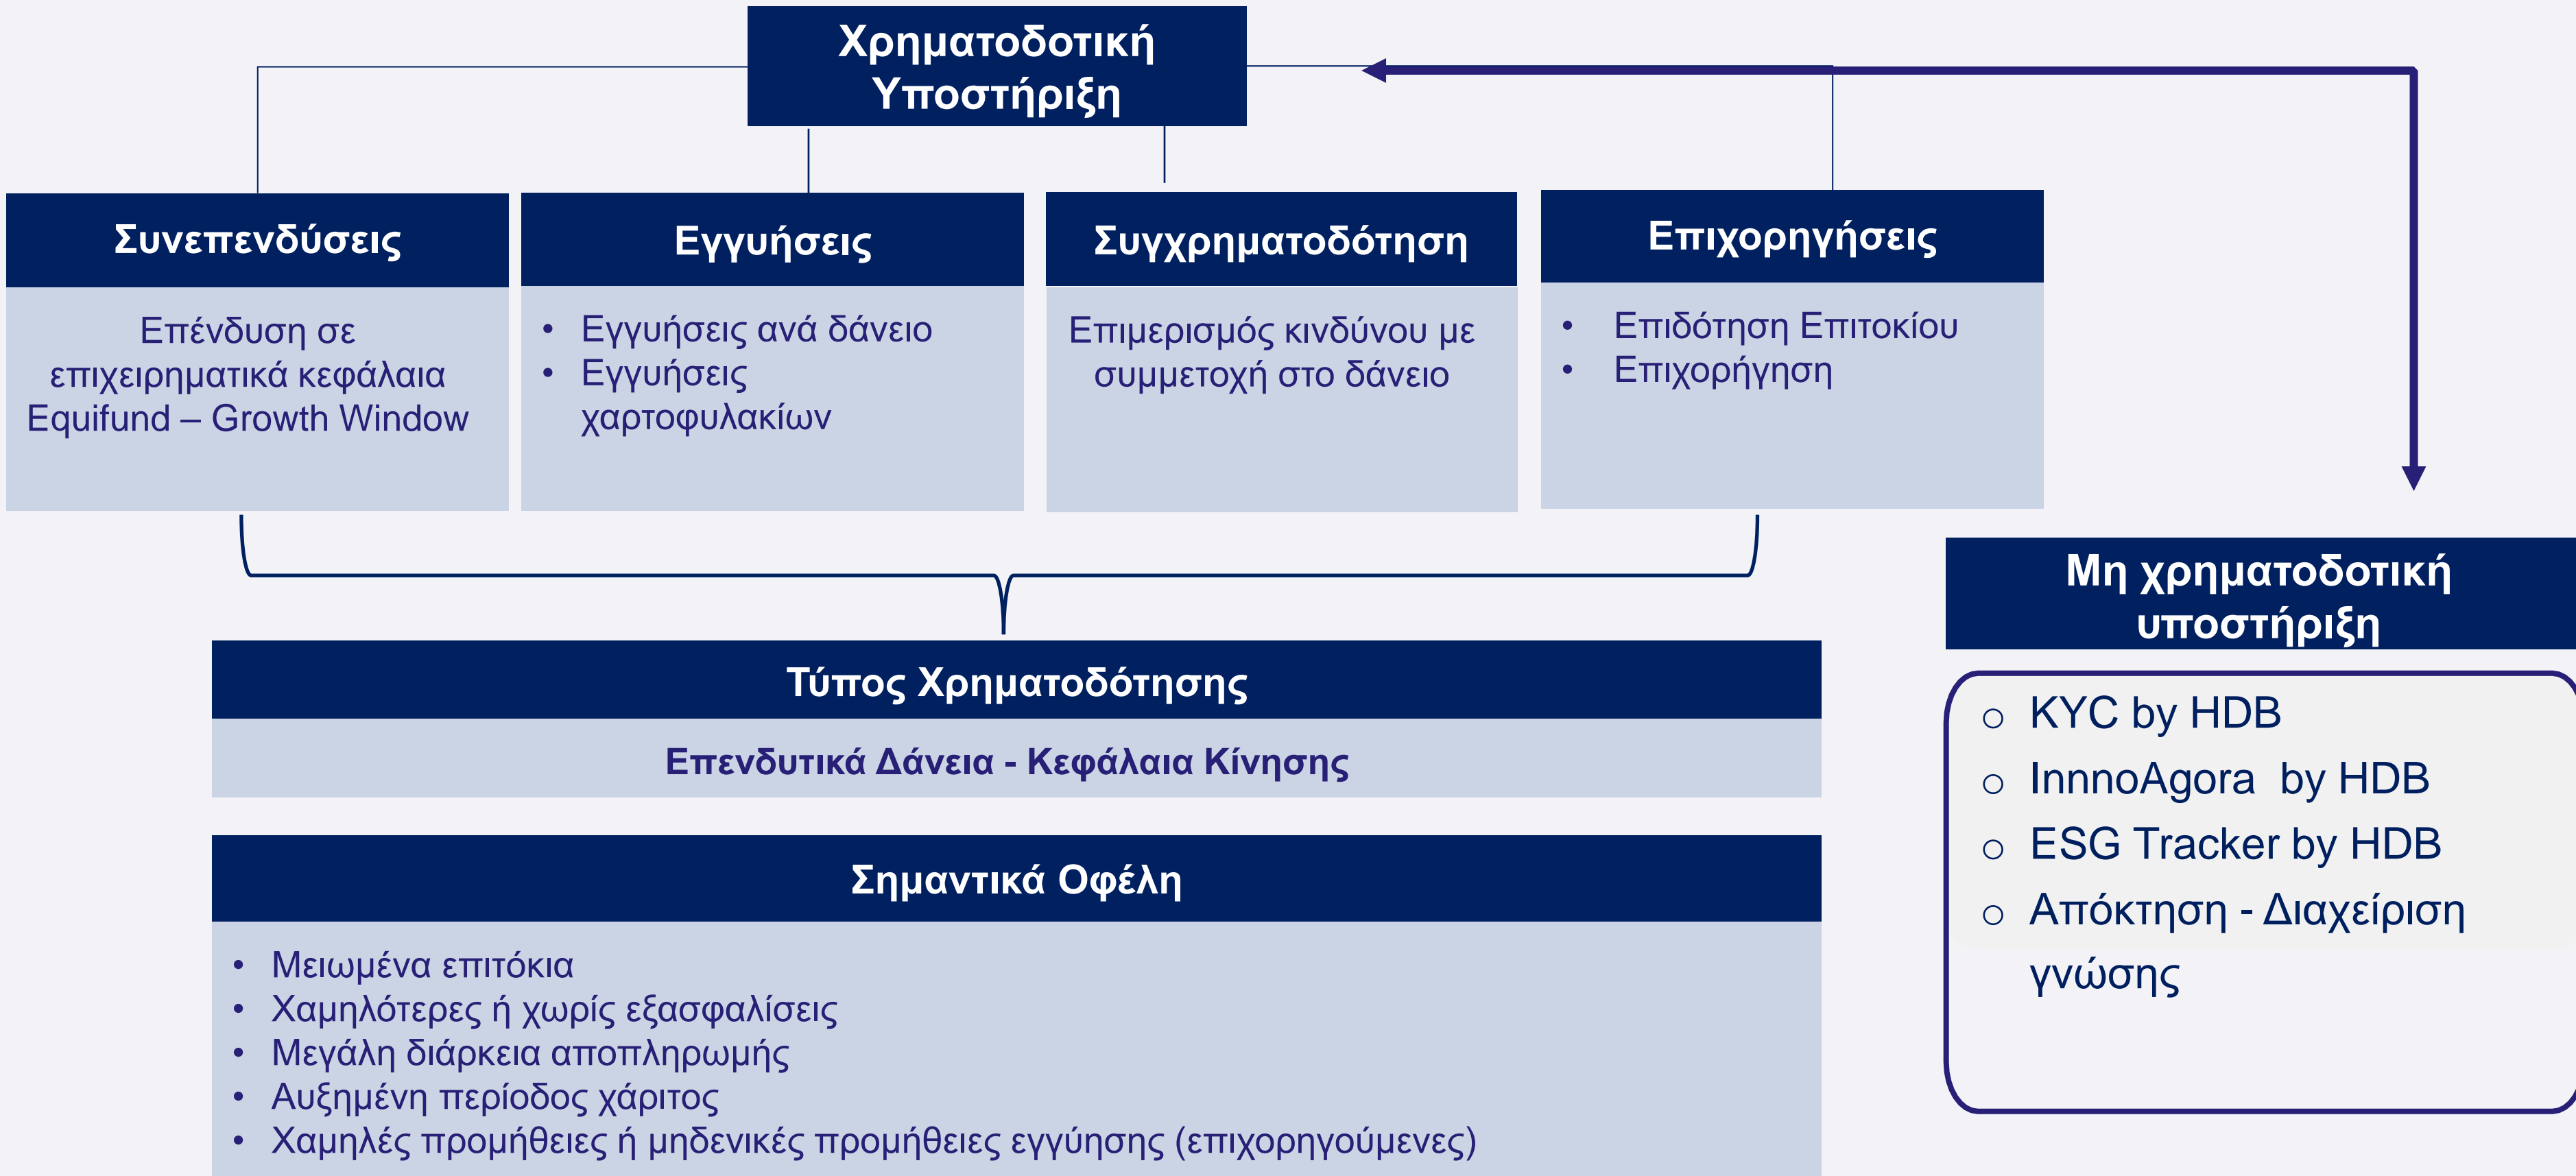 Χρηματοδοτική
Υποστήριξη
Συνεπενδύσεις
Επένδυση σε
επιχειρηματικά κεφάλαια
Equifund – Growth Window
Εγγυήσεις
• Εγγυήσεις ανά δάνειο
• Εγγυήσεις
χαρτοφυλακίων
Συγχρηματοδότηση
Επιμερισμός κινδύνου με
συμμετοχή στο δάνειο
Επιχορηγήσεις
• Επιδότηση Επιτοκίου
• Επιχορήγηση
Τύπος Χρηματοδότησης
Επενδυτικά Δάνεια - Κεφάλαια Κίνησης
Σημαντικά Οφέλη
• Μειωμένα επιτόκια
• Χαμηλότερες ή χωρίς εξασφαλίσεις
• Μεγάλη διάρκεια αποπληρωμής
• Αυξημένη περίοδος χάριτος
• Χαμηλές προμήθειες ή μηδενικές προμήθειες εγγύησης (επιχορηγούμενες)
Μη χρηματοδοτική
υποστήριξη
o KYC by HDB
o InnnoAgora by HDB
o ESG Tracker by HDB
o Απόκτηση - Διαχείριση
γνώσης